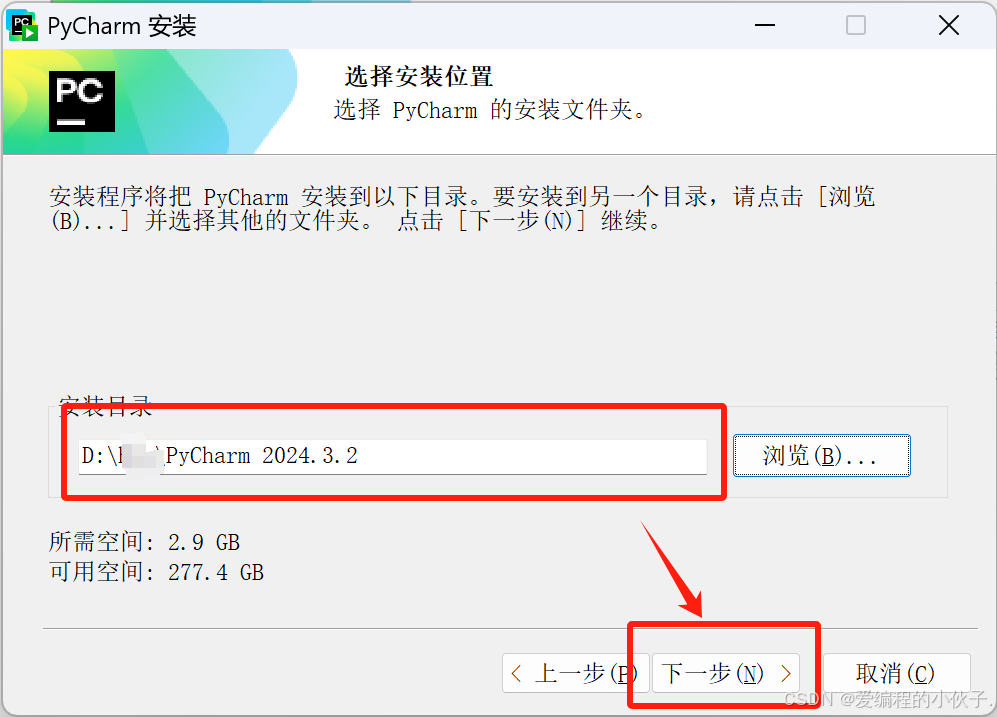 PyCharm 安装
PC
选择安装位置
选择 PyCharm 的安装文件夹。
安装程序将把 PyCharm 安装到以下目录。要安装到另一个目录，请点击 [浏览
(B)...] 并选择其他的文件夹。 点击 [下一步(N)] 继续。
安装目录
D:\ \PyCharm 2024.3.2
浏览(B)...
所需空间: 2.9 GB
可用空间: 277.4 GB
< 上一步(P)
下一步(N) >
取消(C)
CSDN @爱编程的小伙子.